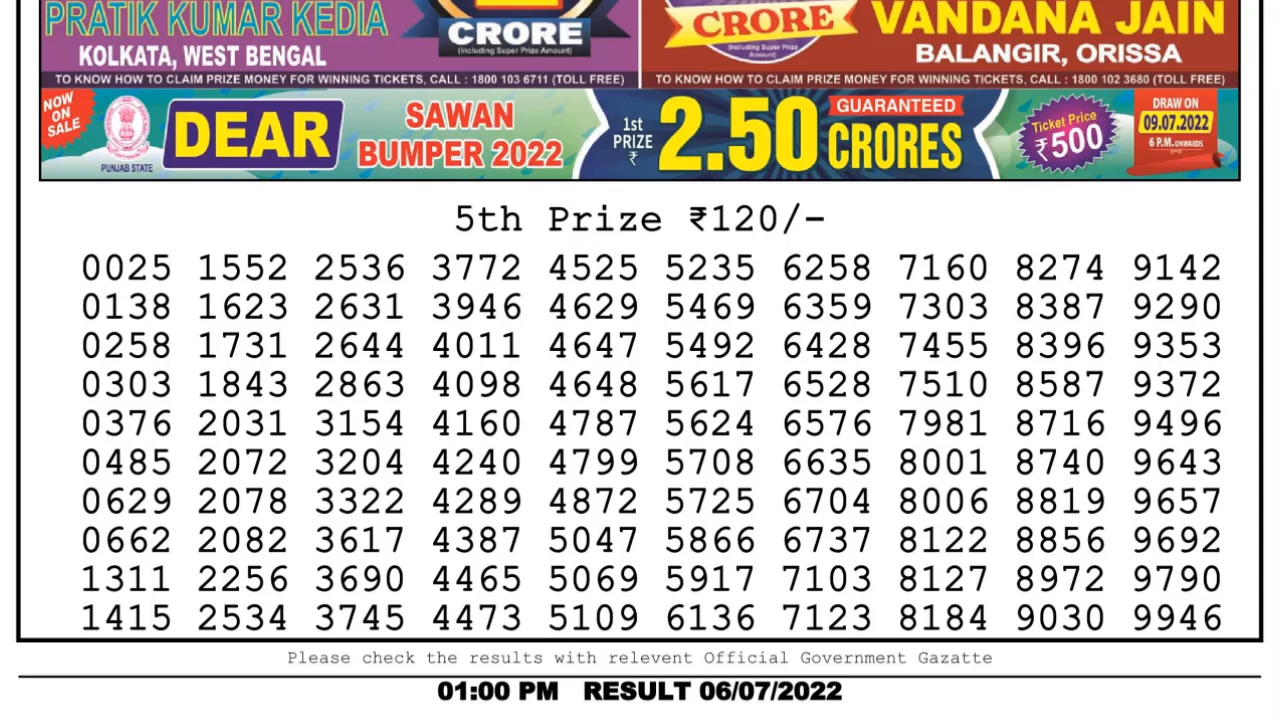 PRATIK KUMAR KEDIA
KOLKATA, WEST BENGAL
CRORE
(Including Super Prize Amount)
CRORE
(Including Super Prize Amount)
VANDANA JAIN
BALANGIR, ORISSA
TO KNOW HOW TO CLAIM PRIZE MONEY FOR WINNING TICKETS, CALL : 1800 103 6711 (TOLL FREE)
TO KNOW HOW TO CLAIM PRIZE MONEY FOR WINNING TICKETS, CALL : 1800 102 3680 (TOLL FREE)
NOW
ON
SALE
PUNJAB STATE
DEAR
SAWAN
BUMPER 2022
1st
PRIZE
₹
2.50
GUARANTEED
CRORES
Ticket Price
₹500
DRAW ON
09.07.2022
6 P.M. ONWARDS
5th Prize ₹120/-
0025 1552 2536 3772 4525 5235 6258 7160 8274 9142
0138 1623 2631 3946 4629 5469 6359 7303 8387 9290
0258 1731 2644 4011 4647 5492 6428 7455 8396 9353
0303 1843 2863 4098 4648 5617 6528 7510 8587 9372
0376 2031 3154 4160 4787 5624 6576 7981 8716 9496
0485 2072 3204 4240 4799 5708 6635 8001 8740 9643
0629 2078 3322 4289 4872 5725 6704 8006 8819 9657
0662 2082 3617 4387 5047 5866 6737 8122 8856 9692
1311 2256 3690 4465 5069 5917 7103 8127 8972 9790
1415 2534 3745 4473 5109 6136 7123 8184 9030 9946
Please check the results with relevent Official Government Gazatte
01:00 PM RESULT 06/07/2022